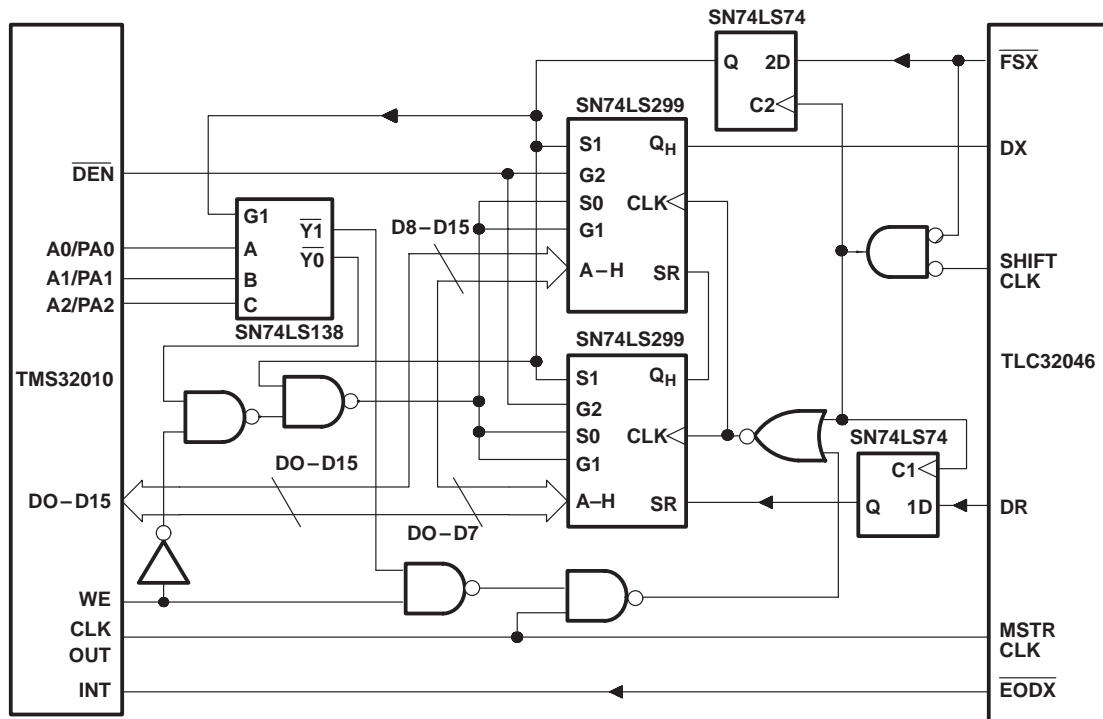 SN74LS74
Q 2D
C2
FSX
SN74LS299
S1 QH
G2
S0 CLK
G1
A–H SR
DX
DEN
G1 Y1
A Y0
B
C
SN74LS138
A0/PA0
A1/PA1
A2/PA2
D8–D15
SHIFT
CLK
TMS32010
TLC32046
SN74LS299
S1 QH
G2
S0 CLK
G1
A–H SR
SN74LS74
C1
Q 1D
DR
DO–D15
DO–D15
DO–D7
WE
CLK
OUT
MSTR
CLK
INT
EODX